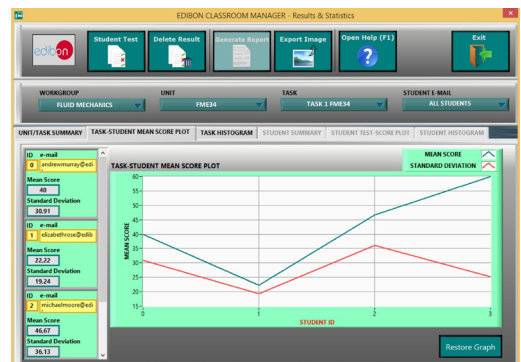 EDIBON CLASSROOM MANAGER - Results & Statistics
edibon
Student Test
Delete Result
Generate Report
Export Image
Open Help (F1)
Exit
WORKGROUP
UNIT
TASK
STUDENT E-MAIL
FLUID MECHANICS
FME34
TASK 1 FME34
ALL STUDENTS
UNIT/TASK SUMMARY
TASK-STUDENT MEAN SCORE PLOT
TASK HISTOGRAM
STUDENT SUMMARY
STUDENT TEST-SCORE PLOT
STUDENT HISTOGRAM
ID e-mail
0 andrewmurray@edi
Mean Score
40
Standard Deviation
30,91
ID e-mail
1 elizabethrose@edib
Mean Score
22,22
Standard Deviation
19,24
ID e-mail
2 michaelmoore@edi
Mean Score
46,67
Standard Deviation
36,13
TASK-STUDENT MEAN SCORE PLOT
MEAN SCORE
STANDARD DEVIATION
MEAN SCORE
60
55
50
45
40
35
30
25
20
15
0
1
2
3
STUDENT ID
Restore Graph